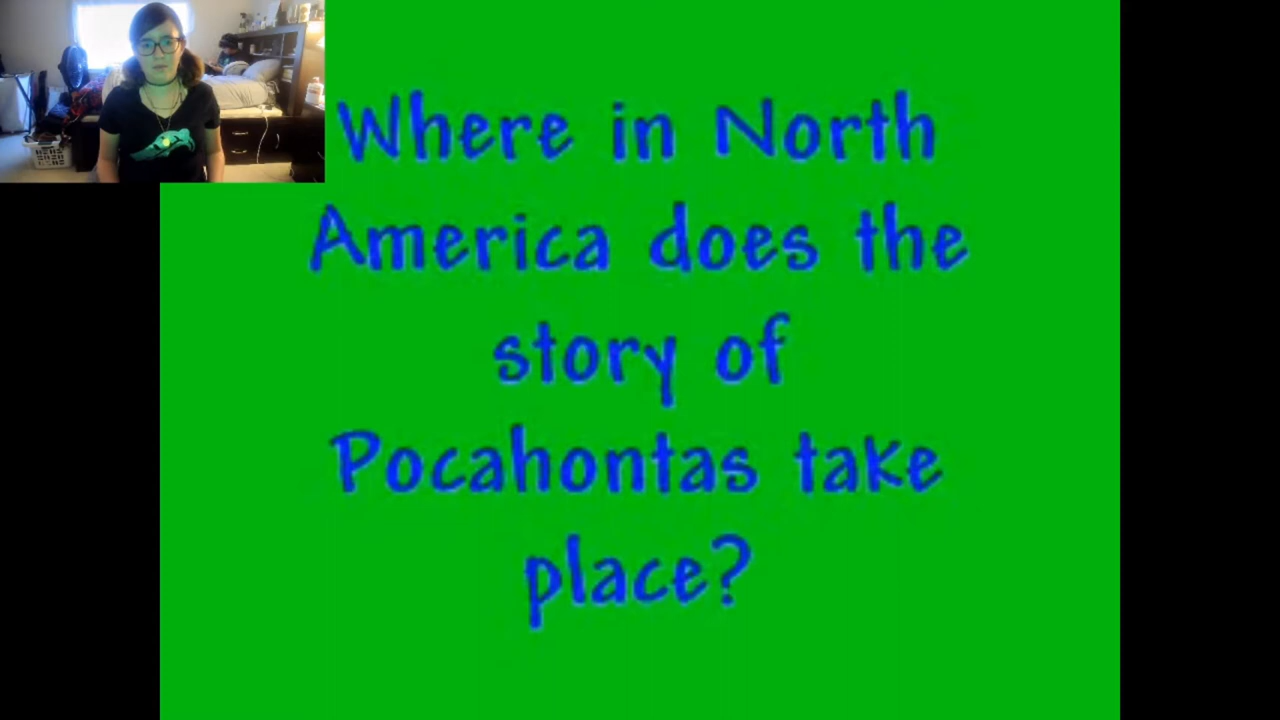 Where in North
America does the
story of
Pocahontas take
place?